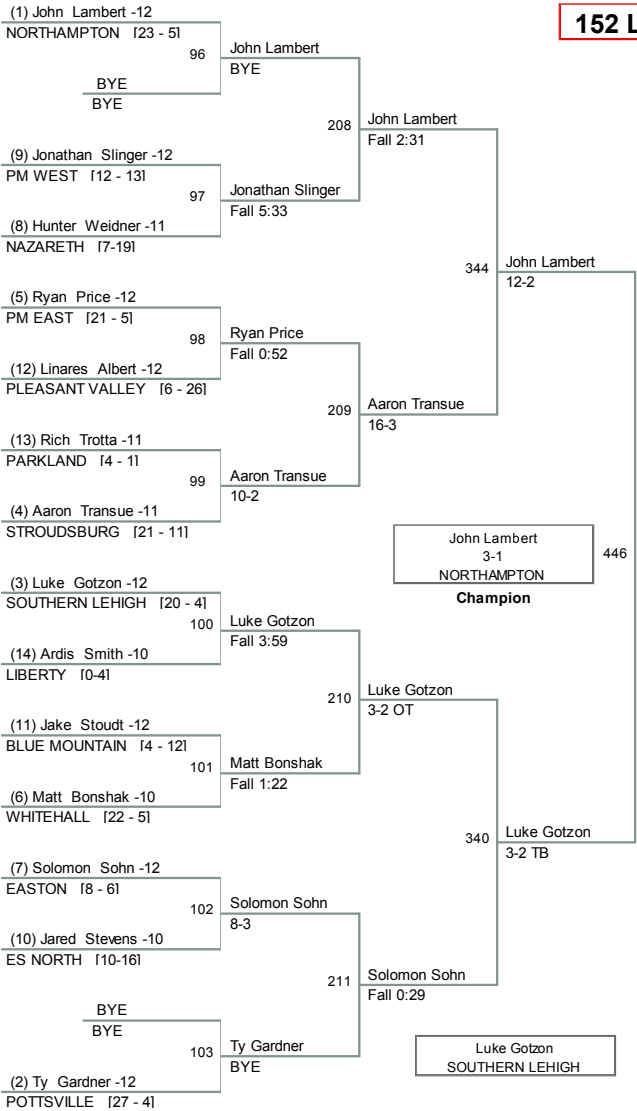 152 L
(1) John Lambert -12
NORTHAMPTON [23 - 5]
96
BYE
BYE
John Lambert
BYE
(9) Jonathan Slinger -12
PM WEST [12 - 13]
97
(8) Hunter Weidner -11
NAZARETH [7-19]
Jonathan Slinger
Fall 5:33
208
John Lambert
Fall 2:31
(5) Ryan Price -12
PM EAST [21 - 5]
98
(12) Linares Albert -12
PLEASANT VALLEY [6 - 26]
Ryan Price
Fall 0:52
(13) Rich Trotta -11
PARKLAND [4 - 1]
99
(4) Aaron Transue -11
STROUDSBURG [21 - 11]
Aaron Transue
10-2
209
Aaron Transue
16-3
344
John Lambert
12-2
John Lambert
3-1
NORTHAMPTON
Champion
446
(3) Luke Gotzon -12
SOUTHERN LEHIGH [20 - 4]
100
(14) Ardis Smith -10
LIBERTY [0-4]
Luke Gotzon
Fall 3:59
(11) Jake Stoudt -12
BLUE MOUNTAIN [4 - 12]
101
(6) Matt Bonshak -10
WHITEHALL [22 - 5]
Matt Bonshak
Fall 1:22
210
Luke Gotzon
3-2 OT
(7) Solomon Sohn -12
EASTON [8 - 6]
102
(10) Jared Stevens -10
ES NORTH [10-16]
Solomon Sohn
8-3
BYE
BYE
103
(2) Ty Gardner -12
POTTSVILLE [27 - 4]
Ty Gardner
BYE
211
Solomon Sohn
Fall 0:29
340
Luke Gotzon
3-2 TB
Luke Gotzon
SOUTHERN LEHIGH